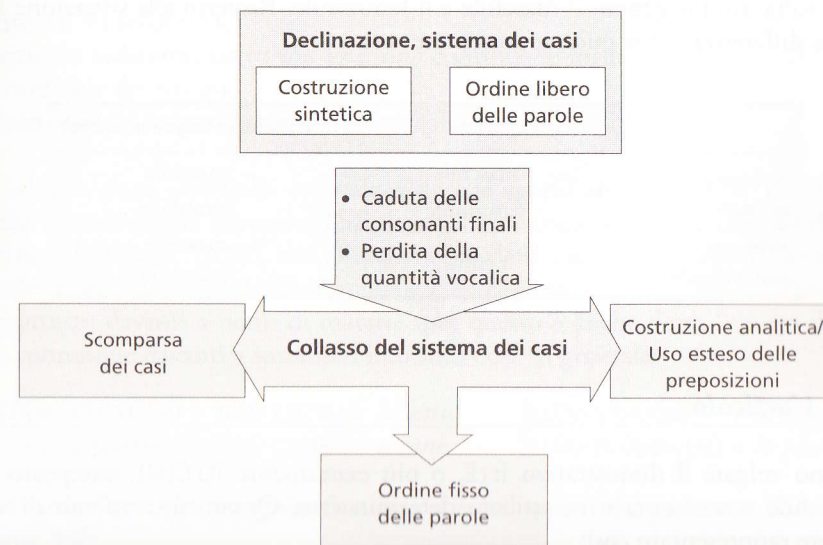 Declinazione, sistema dei casi
Costruzione
sintetica
Ordine libero
delle parole
• Caduta delle
consonanti finali
• Perdita della
quantità vocalica
Scomparsa
dei casi
Collasso del sistema dei casi
Costruzione analitica/
Uso esteso delle
preposizioni
Ordine fisso
delle parole